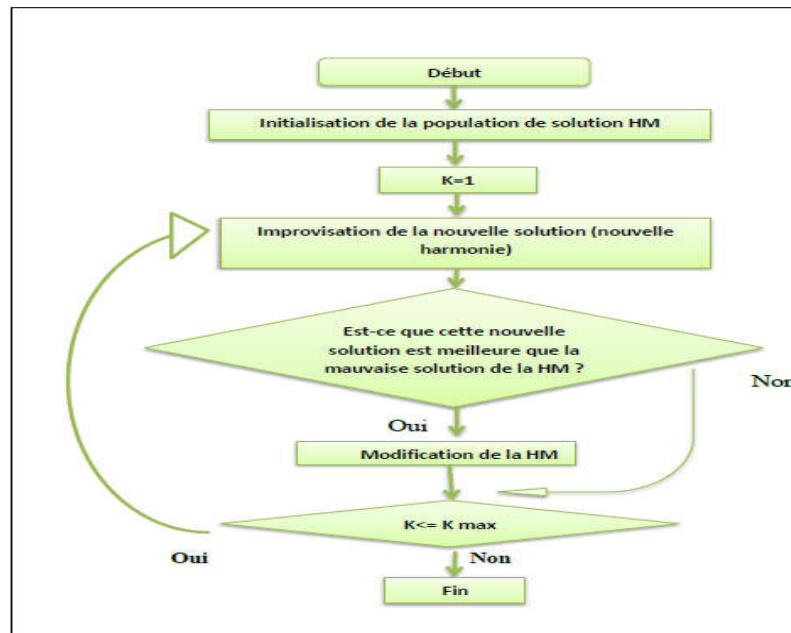 Début
Initialisation de la population de solution HM
K=1
Improvisation de la nouvelle solution (nouvelle
harmonie)
Est-ce que cette nouvelle
solution est meilleure que la
mauvaise solution de la HM ?
Non
Oui
Modification de la HM
K<= K max
Oui
Non
Fin